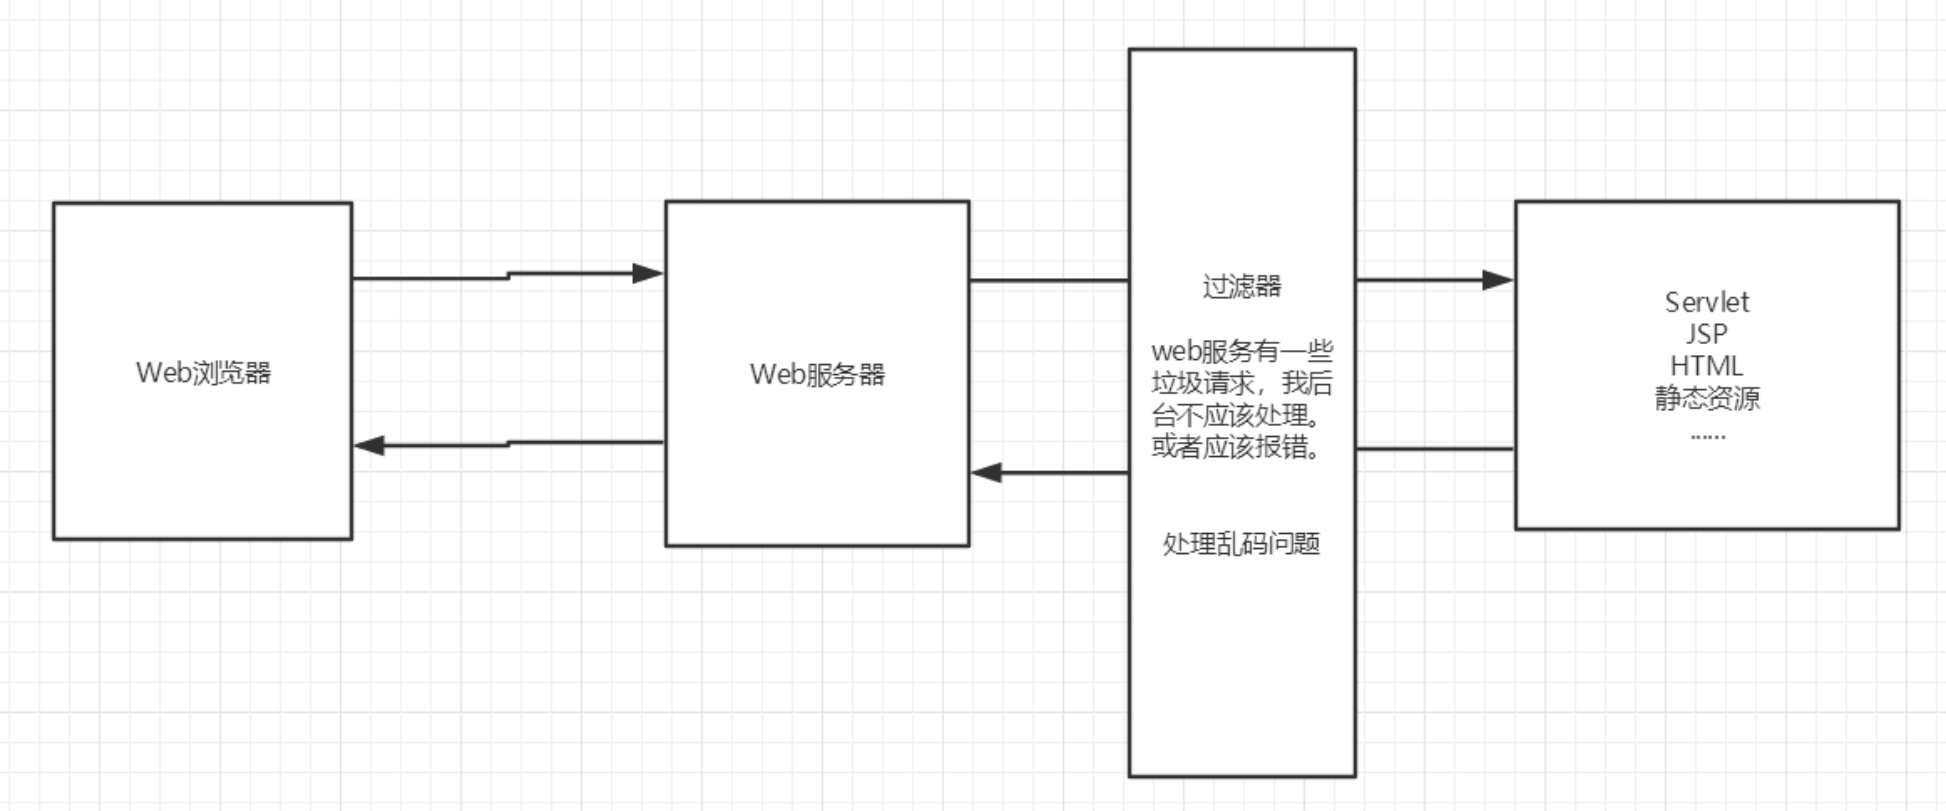 Web浏览器
Web服务器
过滤器
web服务有一些
垃圾请求，我后
台不应该处理。
或者应该报错。
处理乱码问题
Servlet
JSP
HTML
静态资源
......